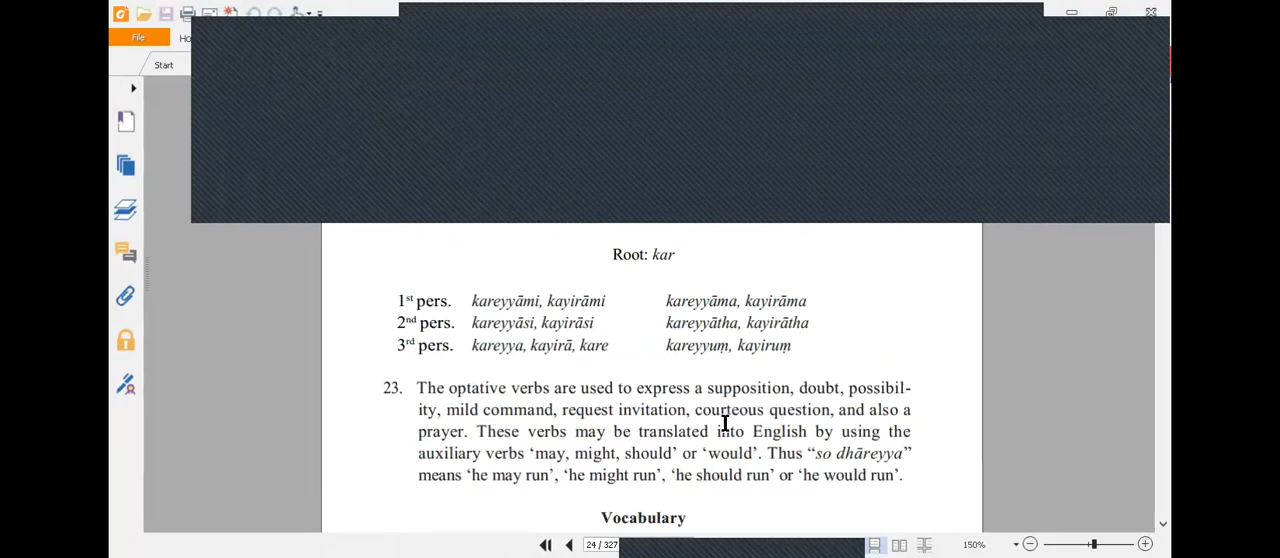 File
Ho
Start
Root: kar
1st pers. kareyyāmi, kayirāmi kareyyāma, kayirāma
2nd pers. kareyyāsi, kayirāsi kareyyātha, kayirātha
3rd pers. kareyya, kayirā, kare kareyyuṃ, kayiruṃ
23. The optative verbs are used to express a supposition, doubt, possibil-
ity, mild command, request invitation, courteous question, and also a
prayer. These verbs may be translated into English by using the
auxiliary verbs ‘may, might, should’ or ‘would’. Thus “so dhāreyya”
means ‘he may run’, ‘he might run’, ‘he should run’ or ‘he would run’.
Vocabulary
24 / 327
150%